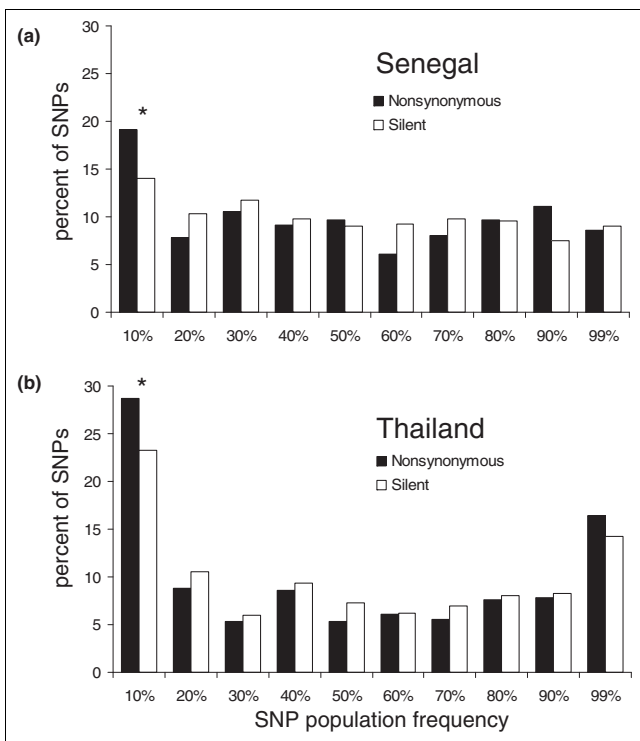 (a)
30
25
20
15
10
5
0
percent of SNPs
*
Senegal
Nonsynonymous
Silent
10% 20% 30% 40% 50% 60% 70% 80% 90% 99%
(b)
30
25
20
15
10
5
0
percent of SNPs
*
Thailand
Nonsynonymous
Silent
10% 20% 30% 40% 50% 60% 70% 80% 90% 99%
SNP population frequency